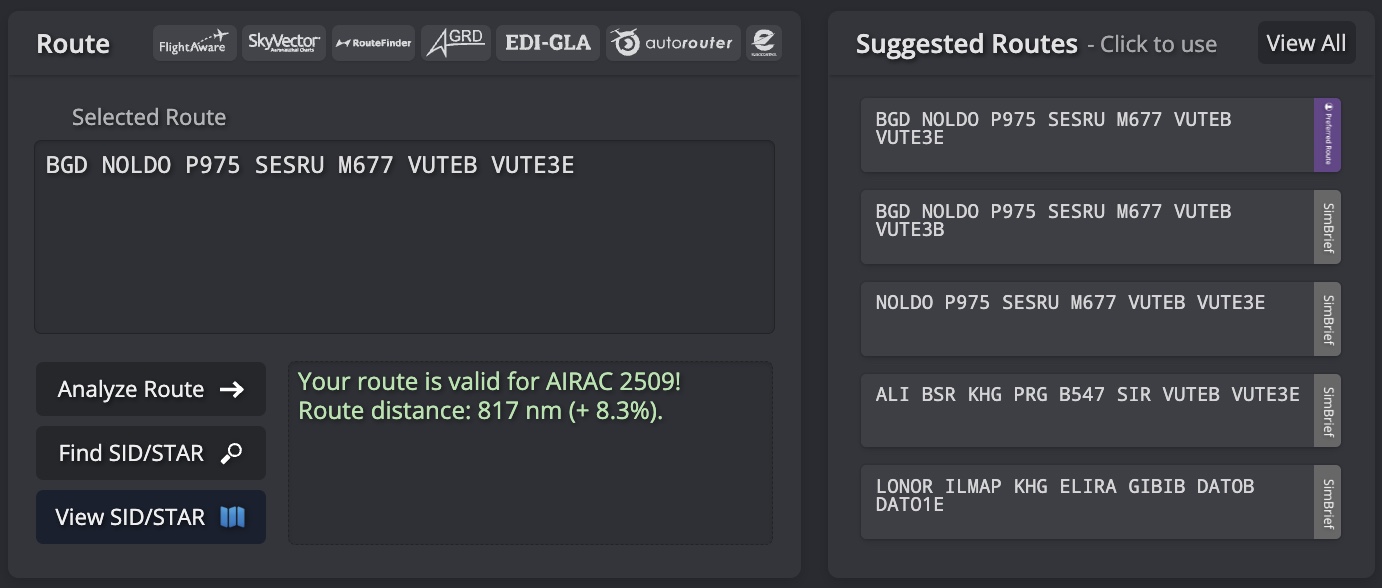 Route
FlightAware
SkyVector
Aeronautical Charts
RouteFinder
GRD
EDI-GLA
autorouter
Selected Route
BGD NOLDO P975 SESRU M677 VUTEB VUTE3E
Analyze Route
Find SID/STAR
View SID/STAR
Your route is valid for AIRAC 2509!
Route distance: 817 nm (+ 8.3%).
Suggested Routes - Click to use
View All
BGD NOLDO P975 SESRU M677 VUTEB
VUTE3E
Preferred Route
BGD NOLDO P975 SESRU M677 VUTEB
VUTE3B
SimBrief
NOLDO P975 SESRU M677 VUTEB VUTE3E
SimBrief
ALI BSR KHG PRG B547 SIR VUTEB VUTE3E
SimBrief
LONOR ILMAP KHG ELIRA GIBIB DATOB
DATO1E
SimBrief